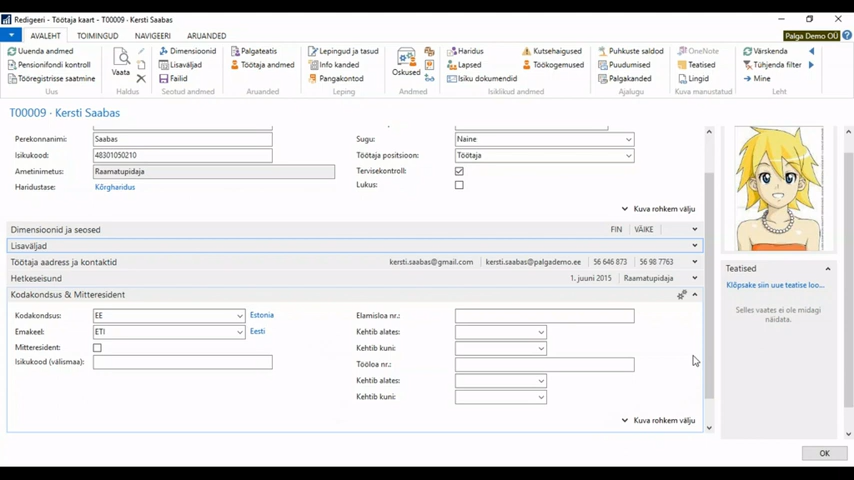 Redigeeri - Töötaja kaart - T00009 · Kersti Saabas
AVALEHT TOIMINGUD NAVIGEERI ARUANDED
Palga Demo OÜ
Uuenda andmed
Pensionifondi kontroll
Tööregistrisse saatmine
Uus
Vaata
Haldus
Dimensioonid
Lisaväljad
Failid
Seotud andmed
Palgateatis
Töötaja andmed
Aruanded
Lepingud ja tasud
Info kanded
Pangakontod
Leping
Oskused
Andmed
Haridus
Lapsed
Isiku dokumendid
Kutsehaigused
Töökogemused
Isiklikud andmed
Puhkuste saldod
Puudumised
Palgakanded
Ajalugu
OneNote
Teatised
Lingid
Kuva manustatud
Värskenda
Tühjenda filter
Mine
Leht
T00009 · Kersti Saabas
Perekonnanimi: Saabas
Isikukood: 48301050210
Ametinimetus: Raamatupidaja
Haridustase: Kõrgharidus
Sugu: Naine
Töötaja positsioon: Töötaja
Tervisekontroll:
Lukus:
Kuva rohkem välju
Dimensioonid ja seosed FIN VÄIKE
Lisaväljad
Töötaja aadress ja kontaktid kersti.saabas@gmail.com kersti.saabas@palgademo.ee 56 646 873 56 98 7763
Hetkeseisund 1. juuni 2015 Raamatupidaja
Kodakondsus & Mitteresident
Kodakondsus: EE Estonia
Emakeel: ETI Eesti
Mitteresident:
Isikukood (välismaa):
Elamisloa nr.:
Kehtib alates:
Kehtib kuni:
Tööloa nr.:
Kehtib alates:
Kehtib kuni:
Kuva rohkem välju
Teatised
Klõpsake siin uue teatise loo...
Selles vaates ei ole midagi
näidata.
OK